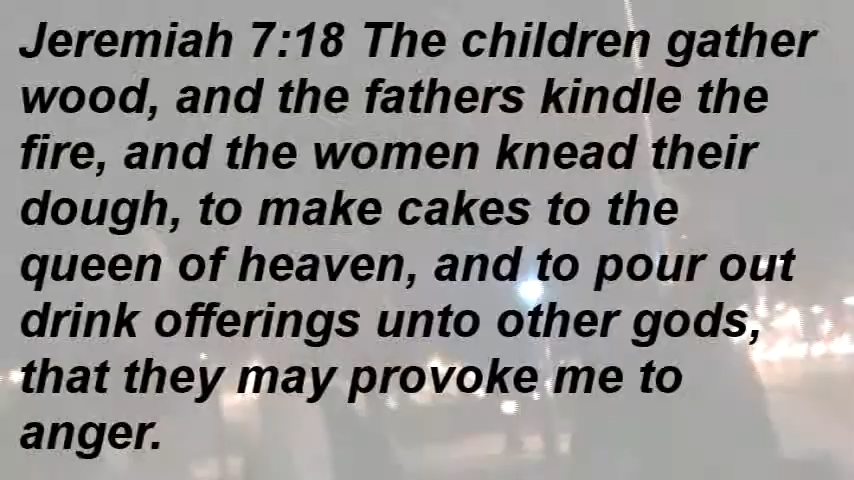 Jeremiah 7:18 The children gather
wood, and the fathers kindle the
fire, and the women knead their
dough, to make cakes to the
queen of heaven, and to pour out
drink offerings unto other gods,
that they may provoke me to
anger.